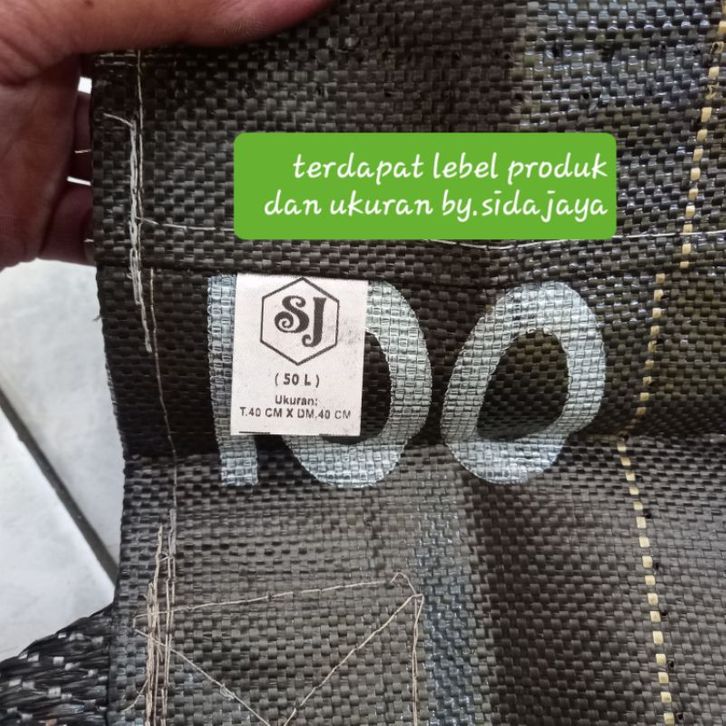 terdapat lebel produk
dan ukuran by.sidajaya
SJ
( 50 L )
Ukuran:
T.40 CM X DM.40 CM
100